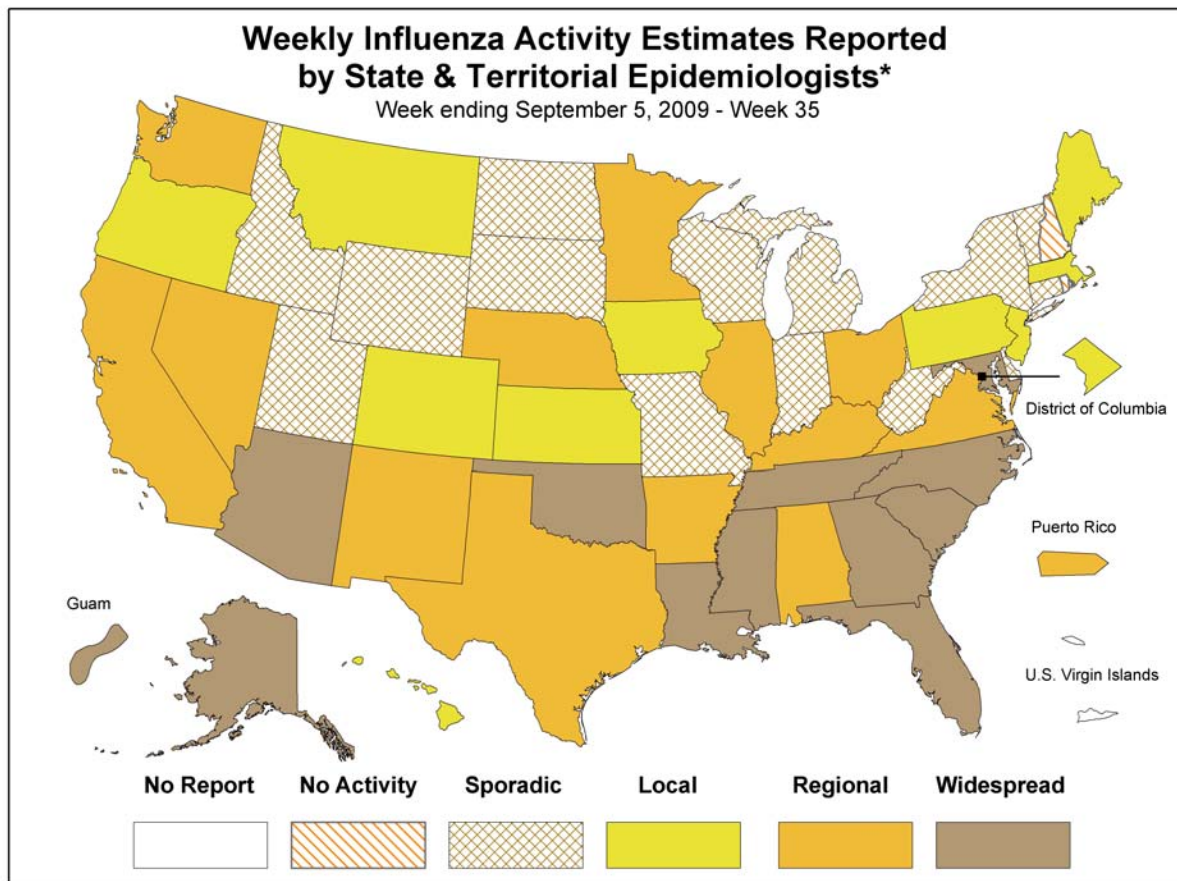 Weekly Influenza Activity Estimates Reported
by State & Territorial Epidemiologists*
Week ending September 5, 2009 - Week 35
District of Columbia
Puerto Rico
Guam
U.S. Virgin Islands
No Report No Activity Sporadic Local Regional Widespread